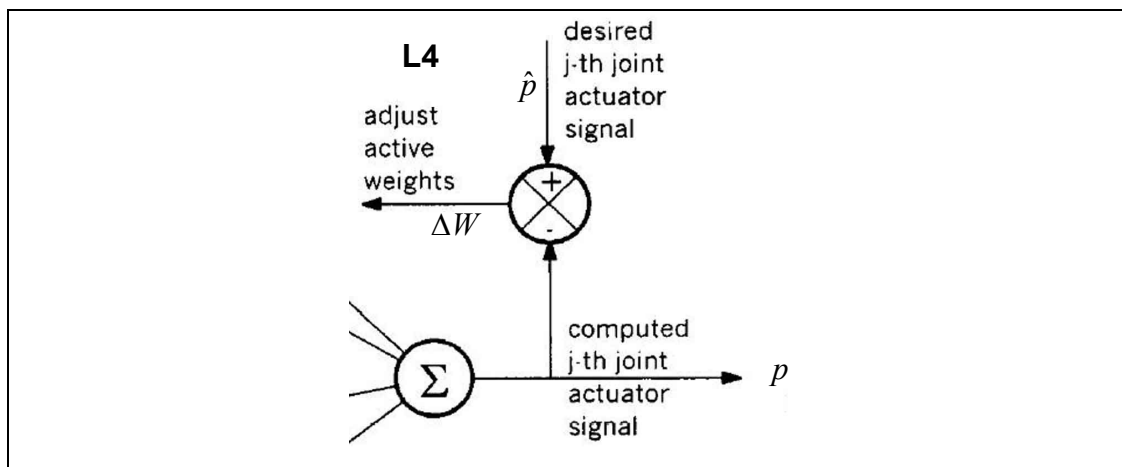 L4
desired
j-th joint
actuator
signal
p̂
adjust
active
weights
ΔW
+
-
Σ
computed
j-th joint
actuator
signal
p